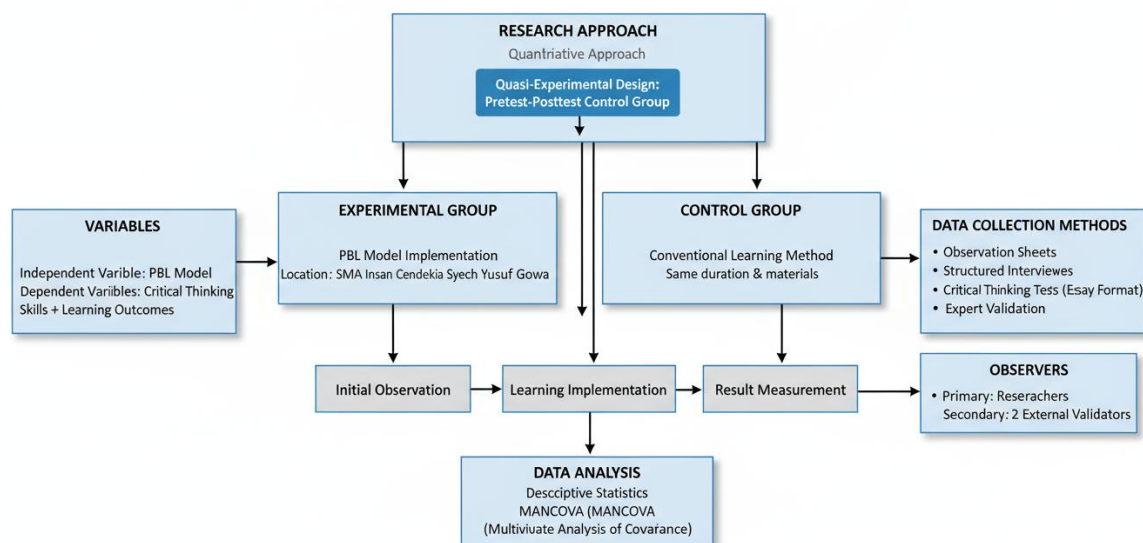 RESEARCH APPROACH
Quantriative Approach
Quasi-Experimental Design:
Pretest-Posttest Control Group
VARIABLES
Independent Variable: PBL Model
Dependent Varibles: Critical Thinking
Skills + Learning Outcomes
EXPERIMENTAL GROUP
PBL Model Implementation
Location: SMA Insan Cendekia Syech Yusuf Gowa
CONTROL GROUP
Conventional Learning Method
Same duration & materials
DATA COLLECTION METHODS
• Observation Sheets
• Structured Interviewes
• Critical Thinking Tess (Esay Format)
• Expert Validation
Initial Observation
Learning Implementation
Result Measurement
OBSERVERS
• Primary: Reserachers
Secondary: 2 External Validators
DATA ANALYSIS
Descciptive Statistics
MANCOVA (MANCOVA
(Multivuate Analysis of Covarance)